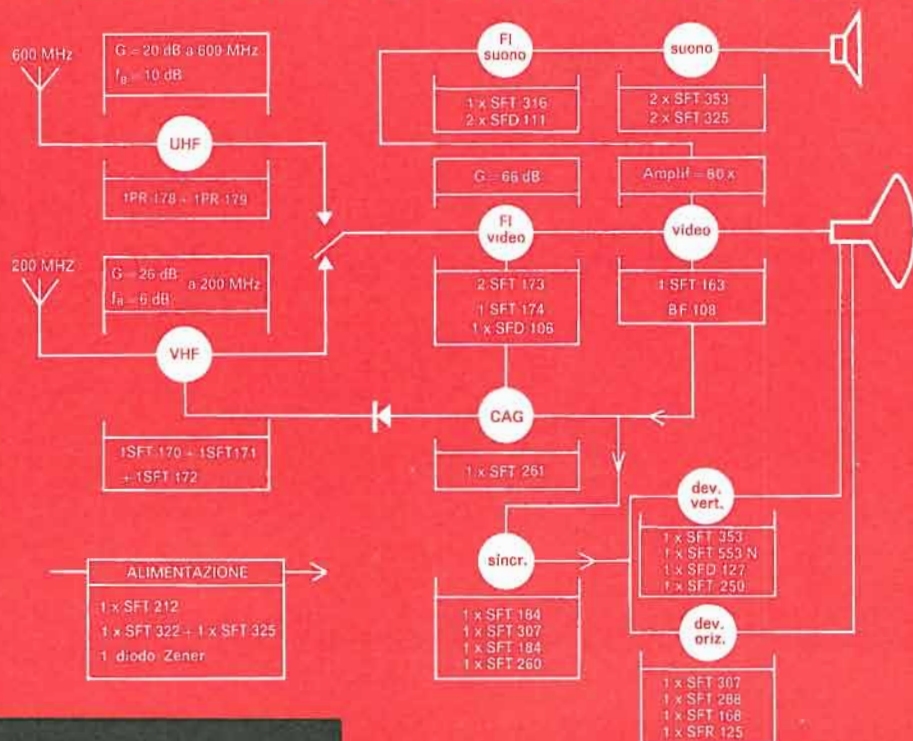 600 MHz
G = 20 dB a 600 MHz
f_B = 10 dB
UHF
1PR 178 - 1PR 179
200 MHZ
G = 26 dB
a 200 MHz
f_B = 6 dB
VHF
1SFT 170 + 1SFT171
+ 1SFT 172
FI
suono
1 x SFT 316
2 x SFD 111
suono
2 x SFT 353
2 x SFT 325
G = 66 dB
FI
video
2 SFT 173
1 SFT 174
1 x SFD 106
Amplif = 80 x
video
1 SFT 163
BF 108
CAG
1 x SFT 261
sincr.
1 x SFT 184
1 x SFT 307
1 x SFT 184
1 x SFT 260
dev.
vert.
1 x SFT 353
1 x SFT 553 N
1 x SFD 127
1 x SFT 250
dev.
oriz.
1 x SFT 307
1 x SFT 288
1 x SFT 168
1 x SFR 125
ALIMENTAZIONE
1 x SFT 212
1 x SFT 322 + 1 x SFT 325
1 diodo Zener